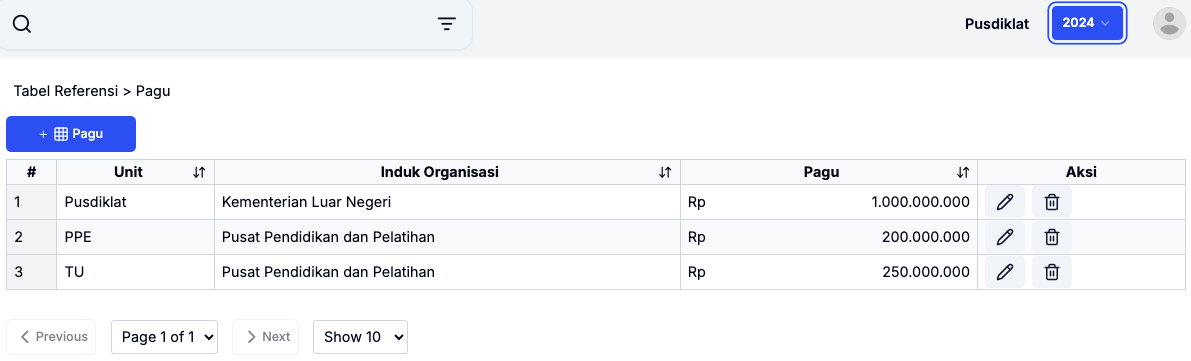 Pusdiklat 2024
Tabel Referensi > Pagu
+ Pagu
# Unit Induk Organisasi Pagu Aksi
1 Pusdiklat Kementerian Luar Negeri Rp 1.000.000.000
2 PPE Pusat Pendidikan dan Pelatihan Rp 200.000.000
3 TU Pusat Pendidikan dan Pelatihan Rp 250.000.000
Previous Page 1 of 1 Next Show 10